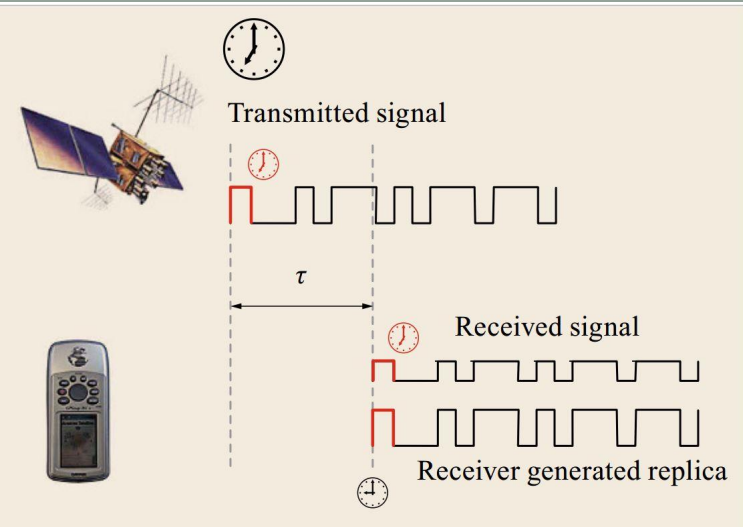 Transmitted signal
τ
Received signal
Receiver generated replica